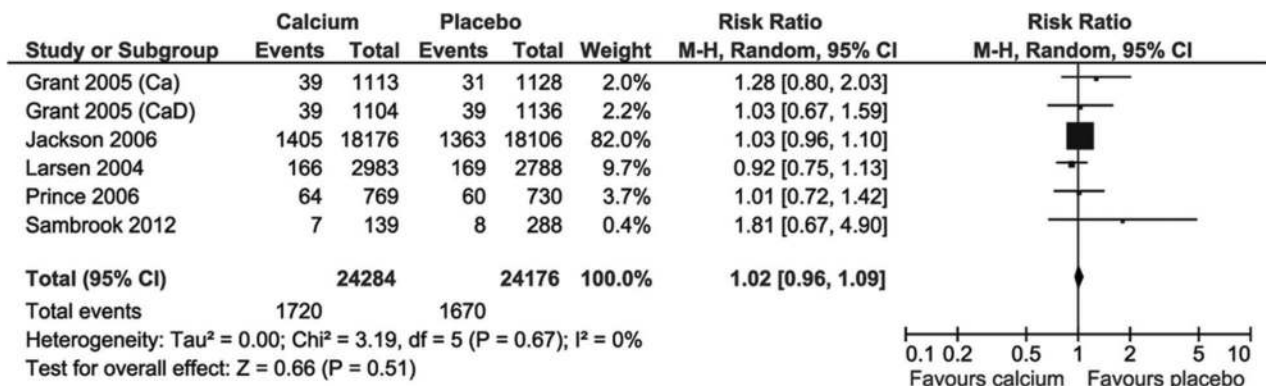 Calcium Placebo Risk Ratio Risk Ratio
Study or Subgroup Events Total Events Total Weight M-H, Random, 95% CI M-H, Random, 95% CI
Grant 2005 (Ca) 39 1113 31 1128 2.0% 1.28 [0.80, 2.03]
Grant 2005 (CaD) 39 1104 39 1136 2.2% 1.03 [0.67, 1.59]
Jackson 2006 1405 18176 1363 18106 82.0% 1.03 [0.96, 1.10]
Larsen 2004 166 2983 169 2788 9.7% 0.92 [0.75, 1.13]
Prince 2006 64 769 60 730 3.7% 1.01 [0.72, 1.42]
Sambrook 2012 7 139 8 288 0.4% 1.81 [0.67, 4.90]
Total (95% CI) 24284 24176 100.0% 1.02 [0.96, 1.09]
Total events 1720 1670
Heterogeneity: Tau² = 0.00; Chi² = 3.19, df = 5 (P = 0.67); I² = 0%
Test for overall effect: Z = 0.66 (P = 0.51)
0.1 0.2 0.5 1 2 5 10
Favours calcium Favours placebo